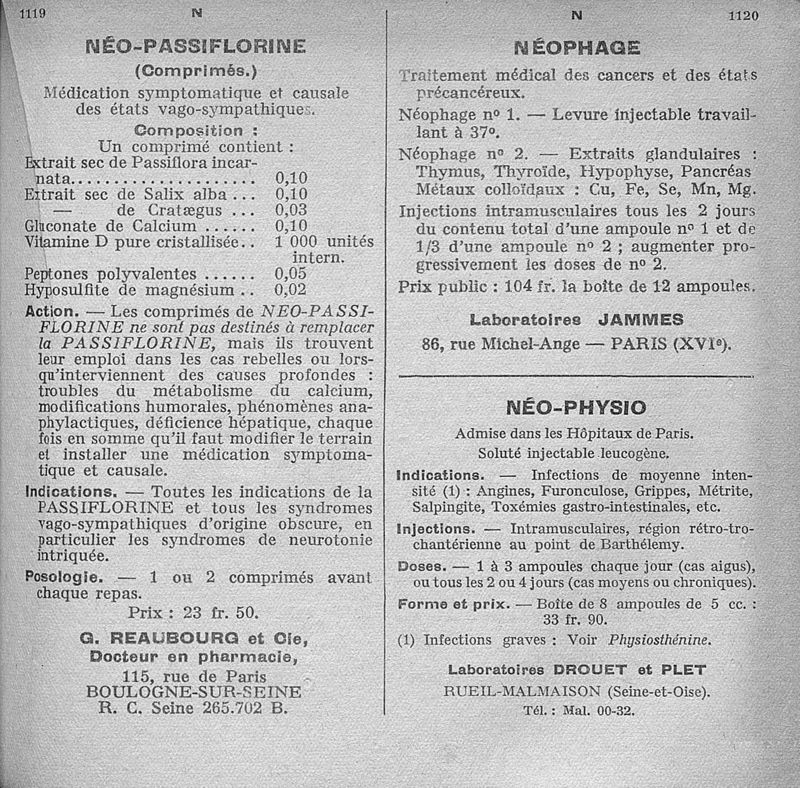 1119
N
NÉO-PASSIFLORINE
(Comprimés.)
Médication symptomatique et causale
des états vago-sympathiques.
Composition :
Un comprimé contient :
Extrait sec de Passiflora incar-
nata..................... 0,10
Extrait sec de Salix alba ... 0,10
— de Cratægus ... 0,03
Gluconate de Calcium ...... 0,10
Vitamine D pure cristallisée.. 1 000 unités
intern.
Peptones polyvalentes ...... 0,05
Hyposulfite de magnésium .. 0,02
Action. — Les comprimés de NEO-PASSI-
FLORINE ne sont pas destinés à remplacer
la PASSIFLORINE, mais ils trouvent
leur emploi dans les cas rebelles ou lors-
qu'interviennent des causes profondes :
troubles du métabolisme du calcium,
modifications humorales, phénomènes ana-
phylactiques, déficience hépatique, chaque
fois en somme qu'il faut modifier le terrain
et installer une médication symptoma-
tique et causale.
Indications. — Toutes les indications de la
PASSIFLORINE et tous les syndromes
vago-sympathiques d'origine obscure, en
particulier les syndromes de neurotonie
intriquée.
Posologie. — 1 ou 2 comprimés avant
chaque repas.
Prix : 23 fr. 50.
G. REAUBOURG et Cie,
Docteur en pharmacie,
115, rue de Paris
BOULOGNE-SUR-SEINE
R. C. Seine 265.702 B.
N
1120
NÉOPHAGE
Traitement médical des cancers et des états
précancéreux.
Néophage nº 1. — Levure injectable travail-
lant à 37º.
Néophage nº 2. — Extraits glandulaires :
Thymus, Thyroïde, Hypophyse, Pancréas
Métaux colloïdaux : Cu, Fe, Se, Mn, Mg.
Injections intramusculaires tous les 2 jours
du contenu total d'une ampoule nº 1 et de
1/3 d'une ampoule nº 2 ; augmenter pro-
gressivement les doses de nº 2.
Prix public : 104 fr. la boîte de 12 ampoules.
Laboratoires JAMMES
86, rue Michel-Ange — PARIS (XVIe).
NÉO-PHYSIO
Admise dans les Hôpitaux de Paris.
Soluté injectable leucogène.
Indications. — Infections de moyenne inten-
sité (1) : Angines, Furonculose, Grippes, Métrite,
Salpingite, Toxémies gastro-intestinales, etc.
Injections. — Intramusculaires, région rétro-tro-
chantérienne au point de Barthélemy.
Doses. — 1 à 3 ampoules chaque jour (cas aigus),
ou tous les 2 ou 4 jours (cas moyens ou chroniques).
Forme et prix. — Boîte de 8 ampoules de 5 cc. :
33 fr. 90.
(1) Infections graves : Voir Physiosthénine.
Laboratoires DROUET et PLET
RUEIL-MALMAISON (Seine-et-Oise).
Tél. : Mal. 00-32.